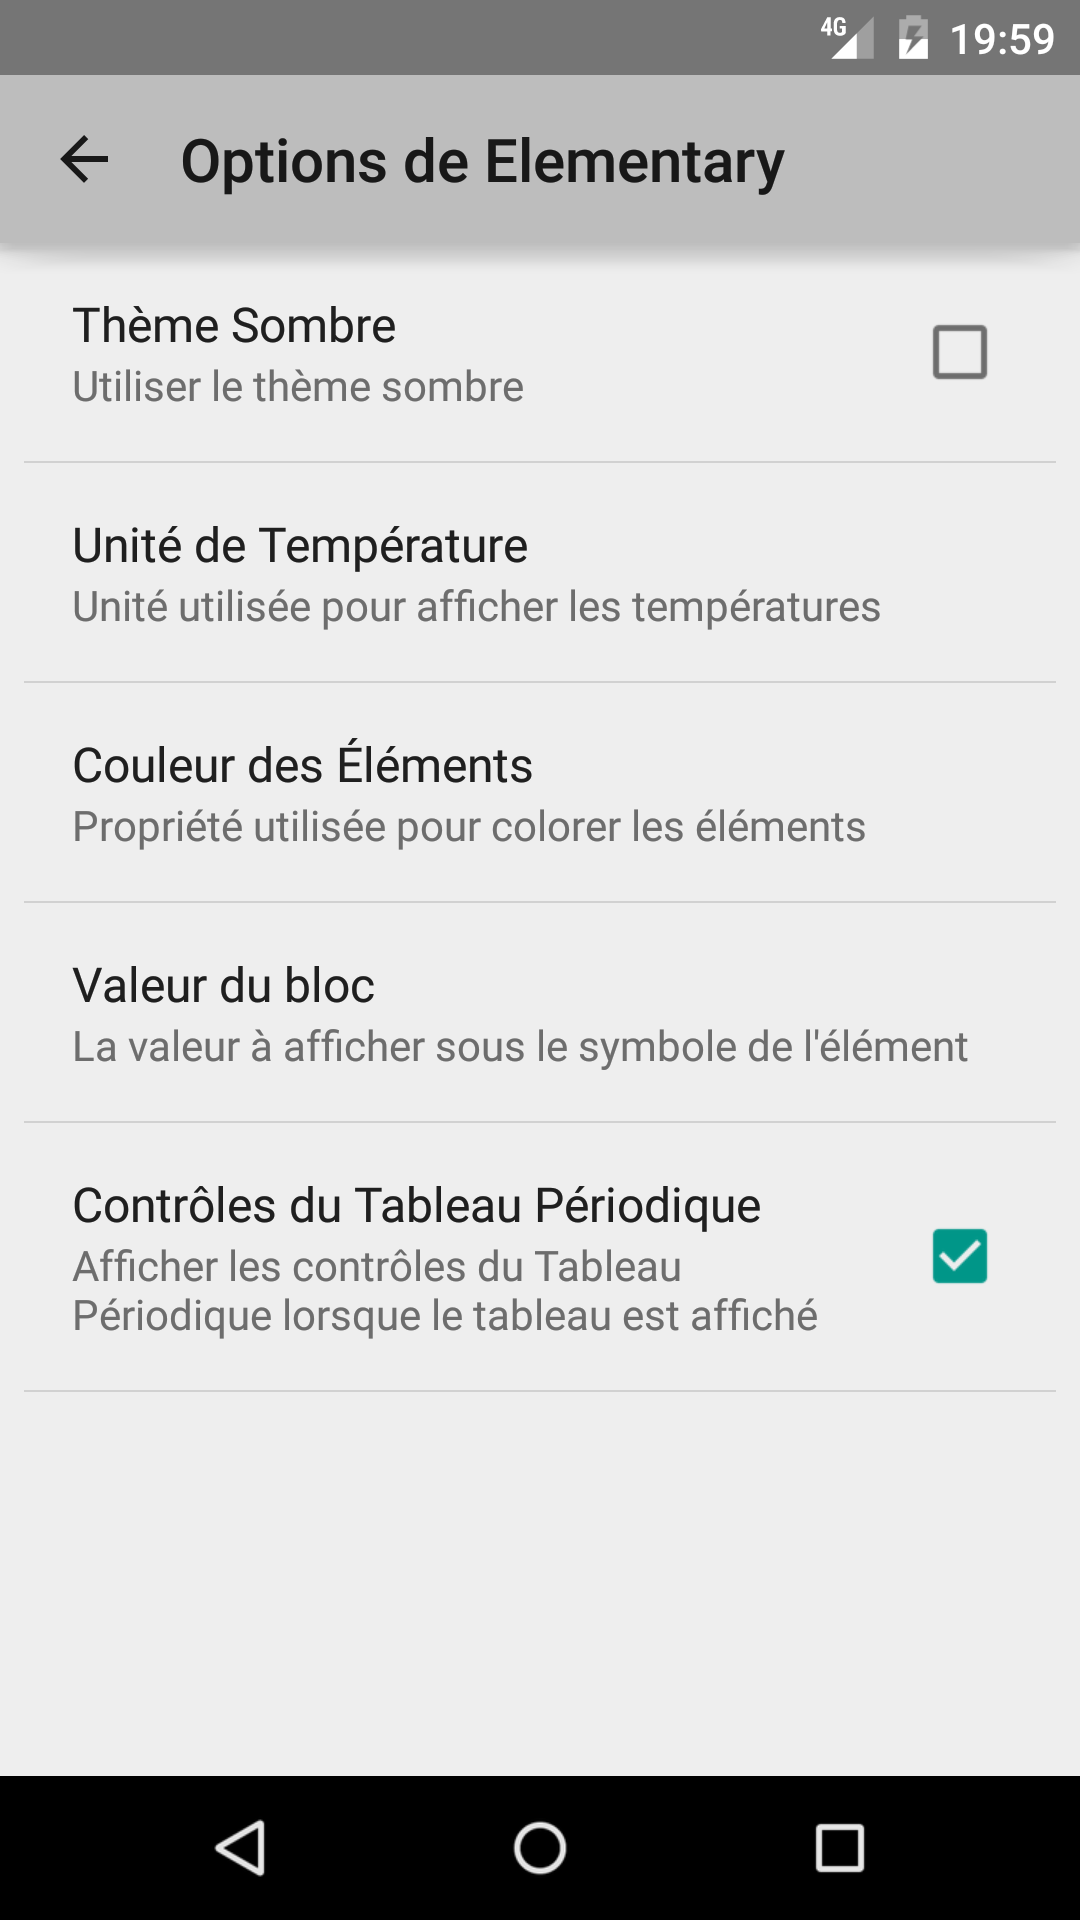 4G 19:59
Options de Elementary
Thème Sombre
Utiliser le thème sombre
Unité de Température
Unité utilisée pour afficher les températures
Couleur des Éléments
Propriété utilisée pour colorer les éléments
Valeur du bloc
La valeur à afficher sous le symbole de l'élément
Contrôles du Tableau Périodique
Afficher les contrôles du Tableau
Périodique lorsque le tableau est affiché